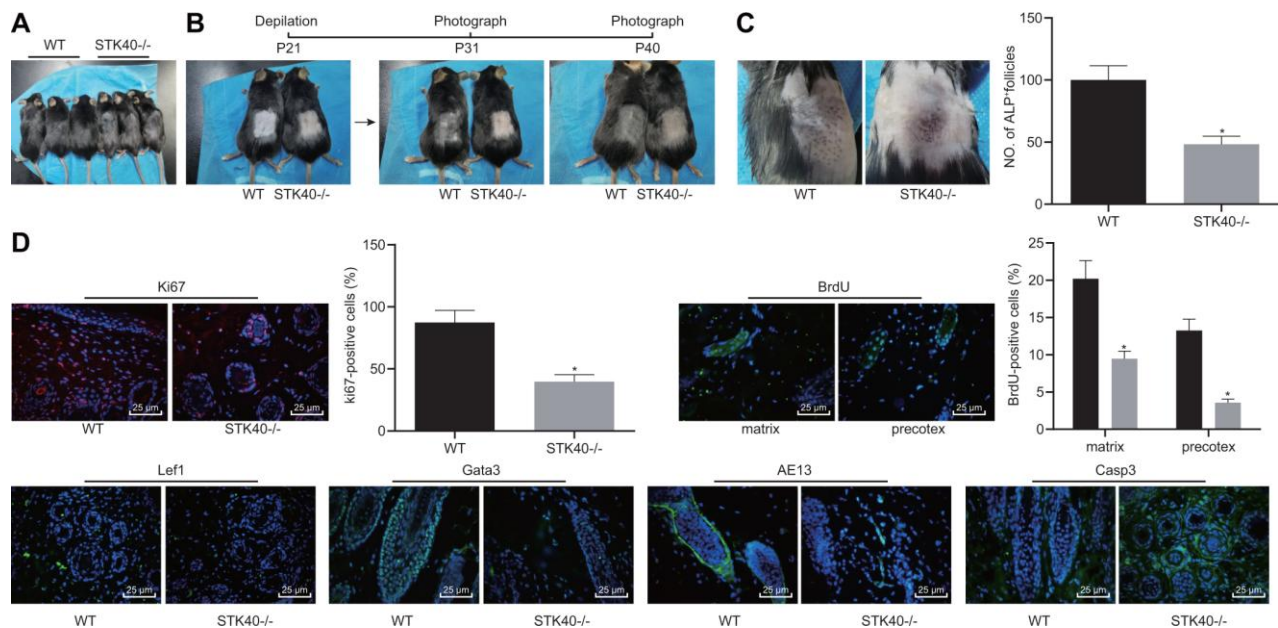 A
WT STK40-/-
B
Depilation Photograph Photograph
P21 P31 P40
WT STK40-/- WT STK40-/- WT STK40-/-
C
WT STK40-/-
NO. of ALP⁺follicles
150
100
50
0
*
WT STK40-/-
D
Ki67
25 µm 25 µm
WT STK40-/-
ki67-positive cells (%)
150
100
50
0
*
WT STK40-/-
BrdU
25 µm 25 µm
matrix precotex
BrdU-positive cells (%)
25
20
15
10
5
0
* *
matrix precotex
Lef1 Gata3 AE13 Casp3
25 µm 25 µm 25 µm 25 µm 25 µm 25 µm 25 µm 25 µm
WT STK40-/- WT STK40-/- WT STK40-/- WT STK40-/-